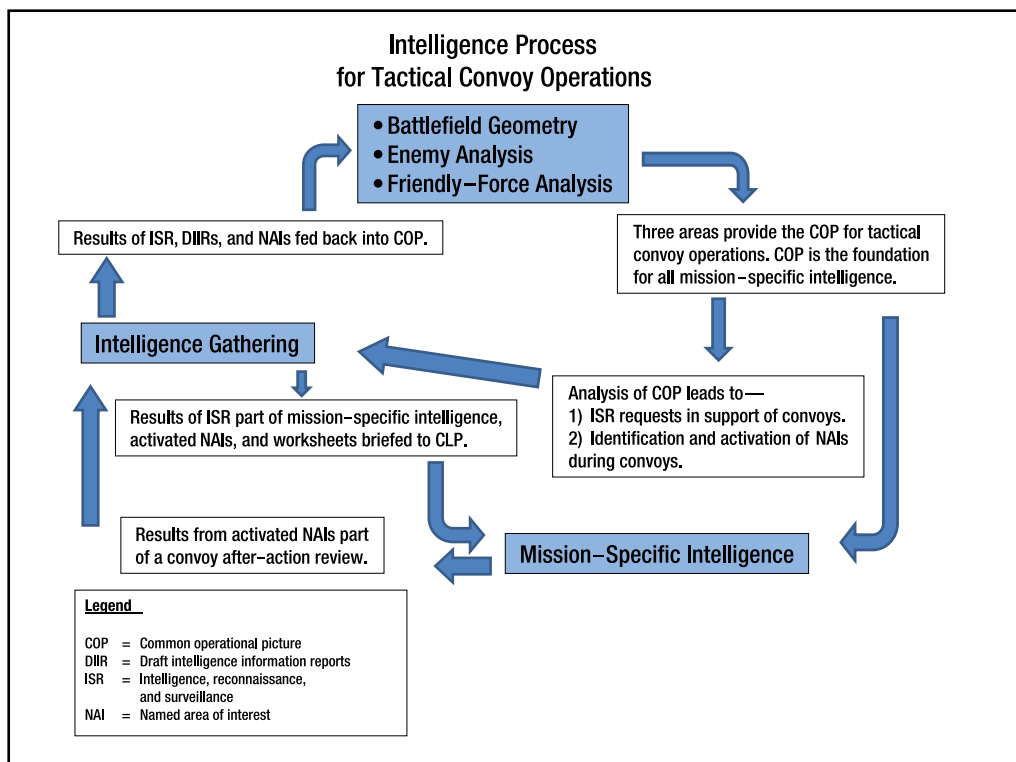 Intelligence Process
for Tactical Convoy Operations
• Battlefield Geometry
• Enemy Analysis
• Friendly–Force Analysis
Results of ISR, DIIRs, and NAIs fed back into COP.
Three areas provide the COP for tactical
convoy operations. COP is the foundation
for all mission–specific intelligence.
Intelligence Gathering
Analysis of COP leads to—
1) ISR requests in support of convoys.
2) Identification and activation of NAIs
during convoys.
Results of ISR part of mission–specific intelligence,
activated NAIs, and worksheets briefed to CLP.
Results from activated NAIs part
of a convoy after–action review.
Mission–Specific Intelligence
Legend
COP = Common operational picture
DIIR = Draft intelligence information reports
ISR = Intelligence, reconnaissance,
and surveillance
NAI = Named area of interest